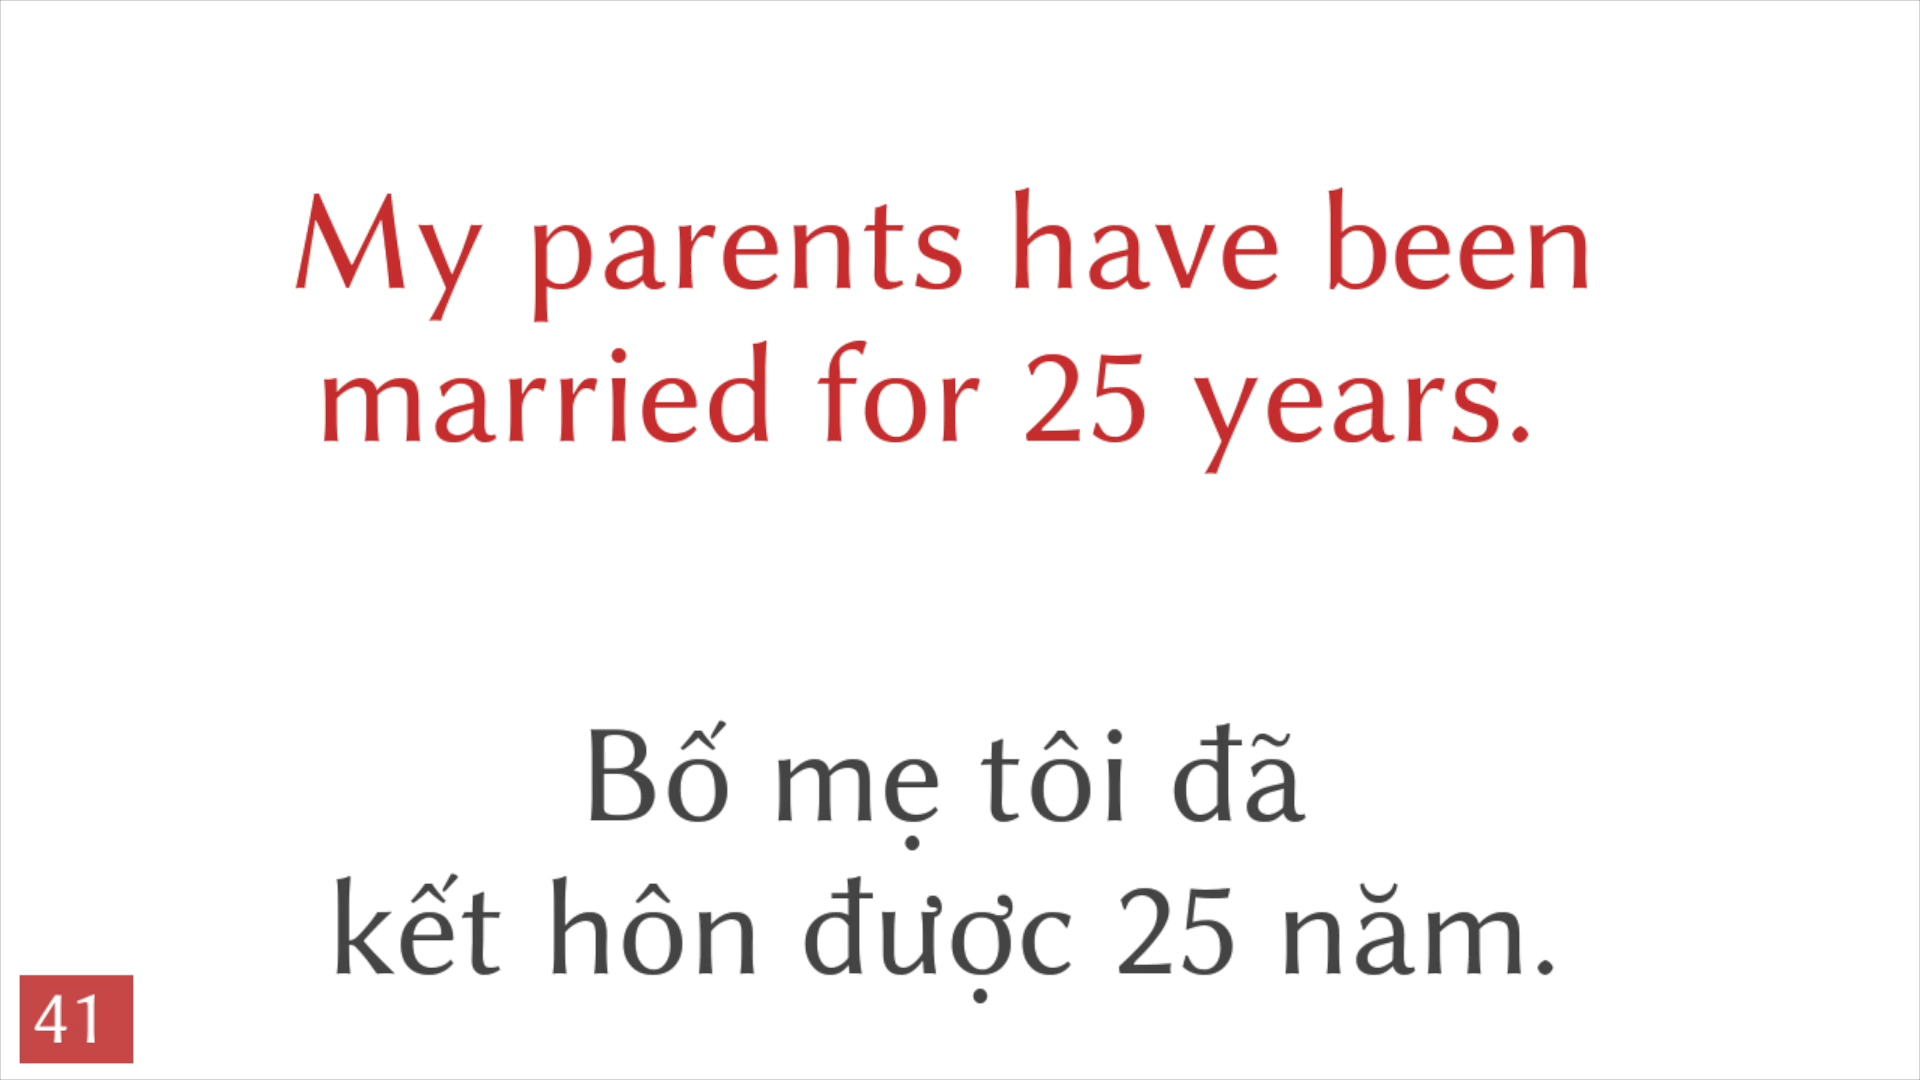 My parents have been
married for 25 years.
Bố mẹ tôi đã
kết hôn được 25 năm.
41